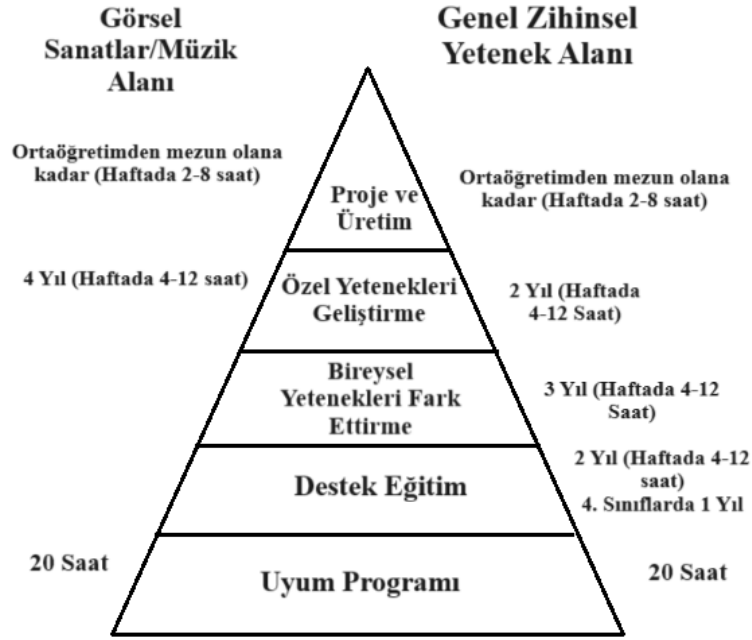 Görsel
Sanatlar/Müzik
Alanı
Genel Zihinsel
Yetenek Alanı
Ortaöğretimden mezun olana
kadar (Haftada 2-8 saat)
Proje ve
Üretim
Ortaöğretimden mezun olana
kadar (Haftada 2-8 saat)
4 Yıl (Haftada 4-12 saat)
Özel Yetenekleri
Geliştirme
2 Yıl (Haftada
4-12 Saat)
Bireysel
Yetenekleri Fark
Ettirme
3 Yıl (Haftada 4-12
Saat)
Destek Eğitim
2 Yıl (Haftada 4-12
saat)
4. Sınıflarda 1 Yıl
20 Saat
Uyum Programı
20 Saat